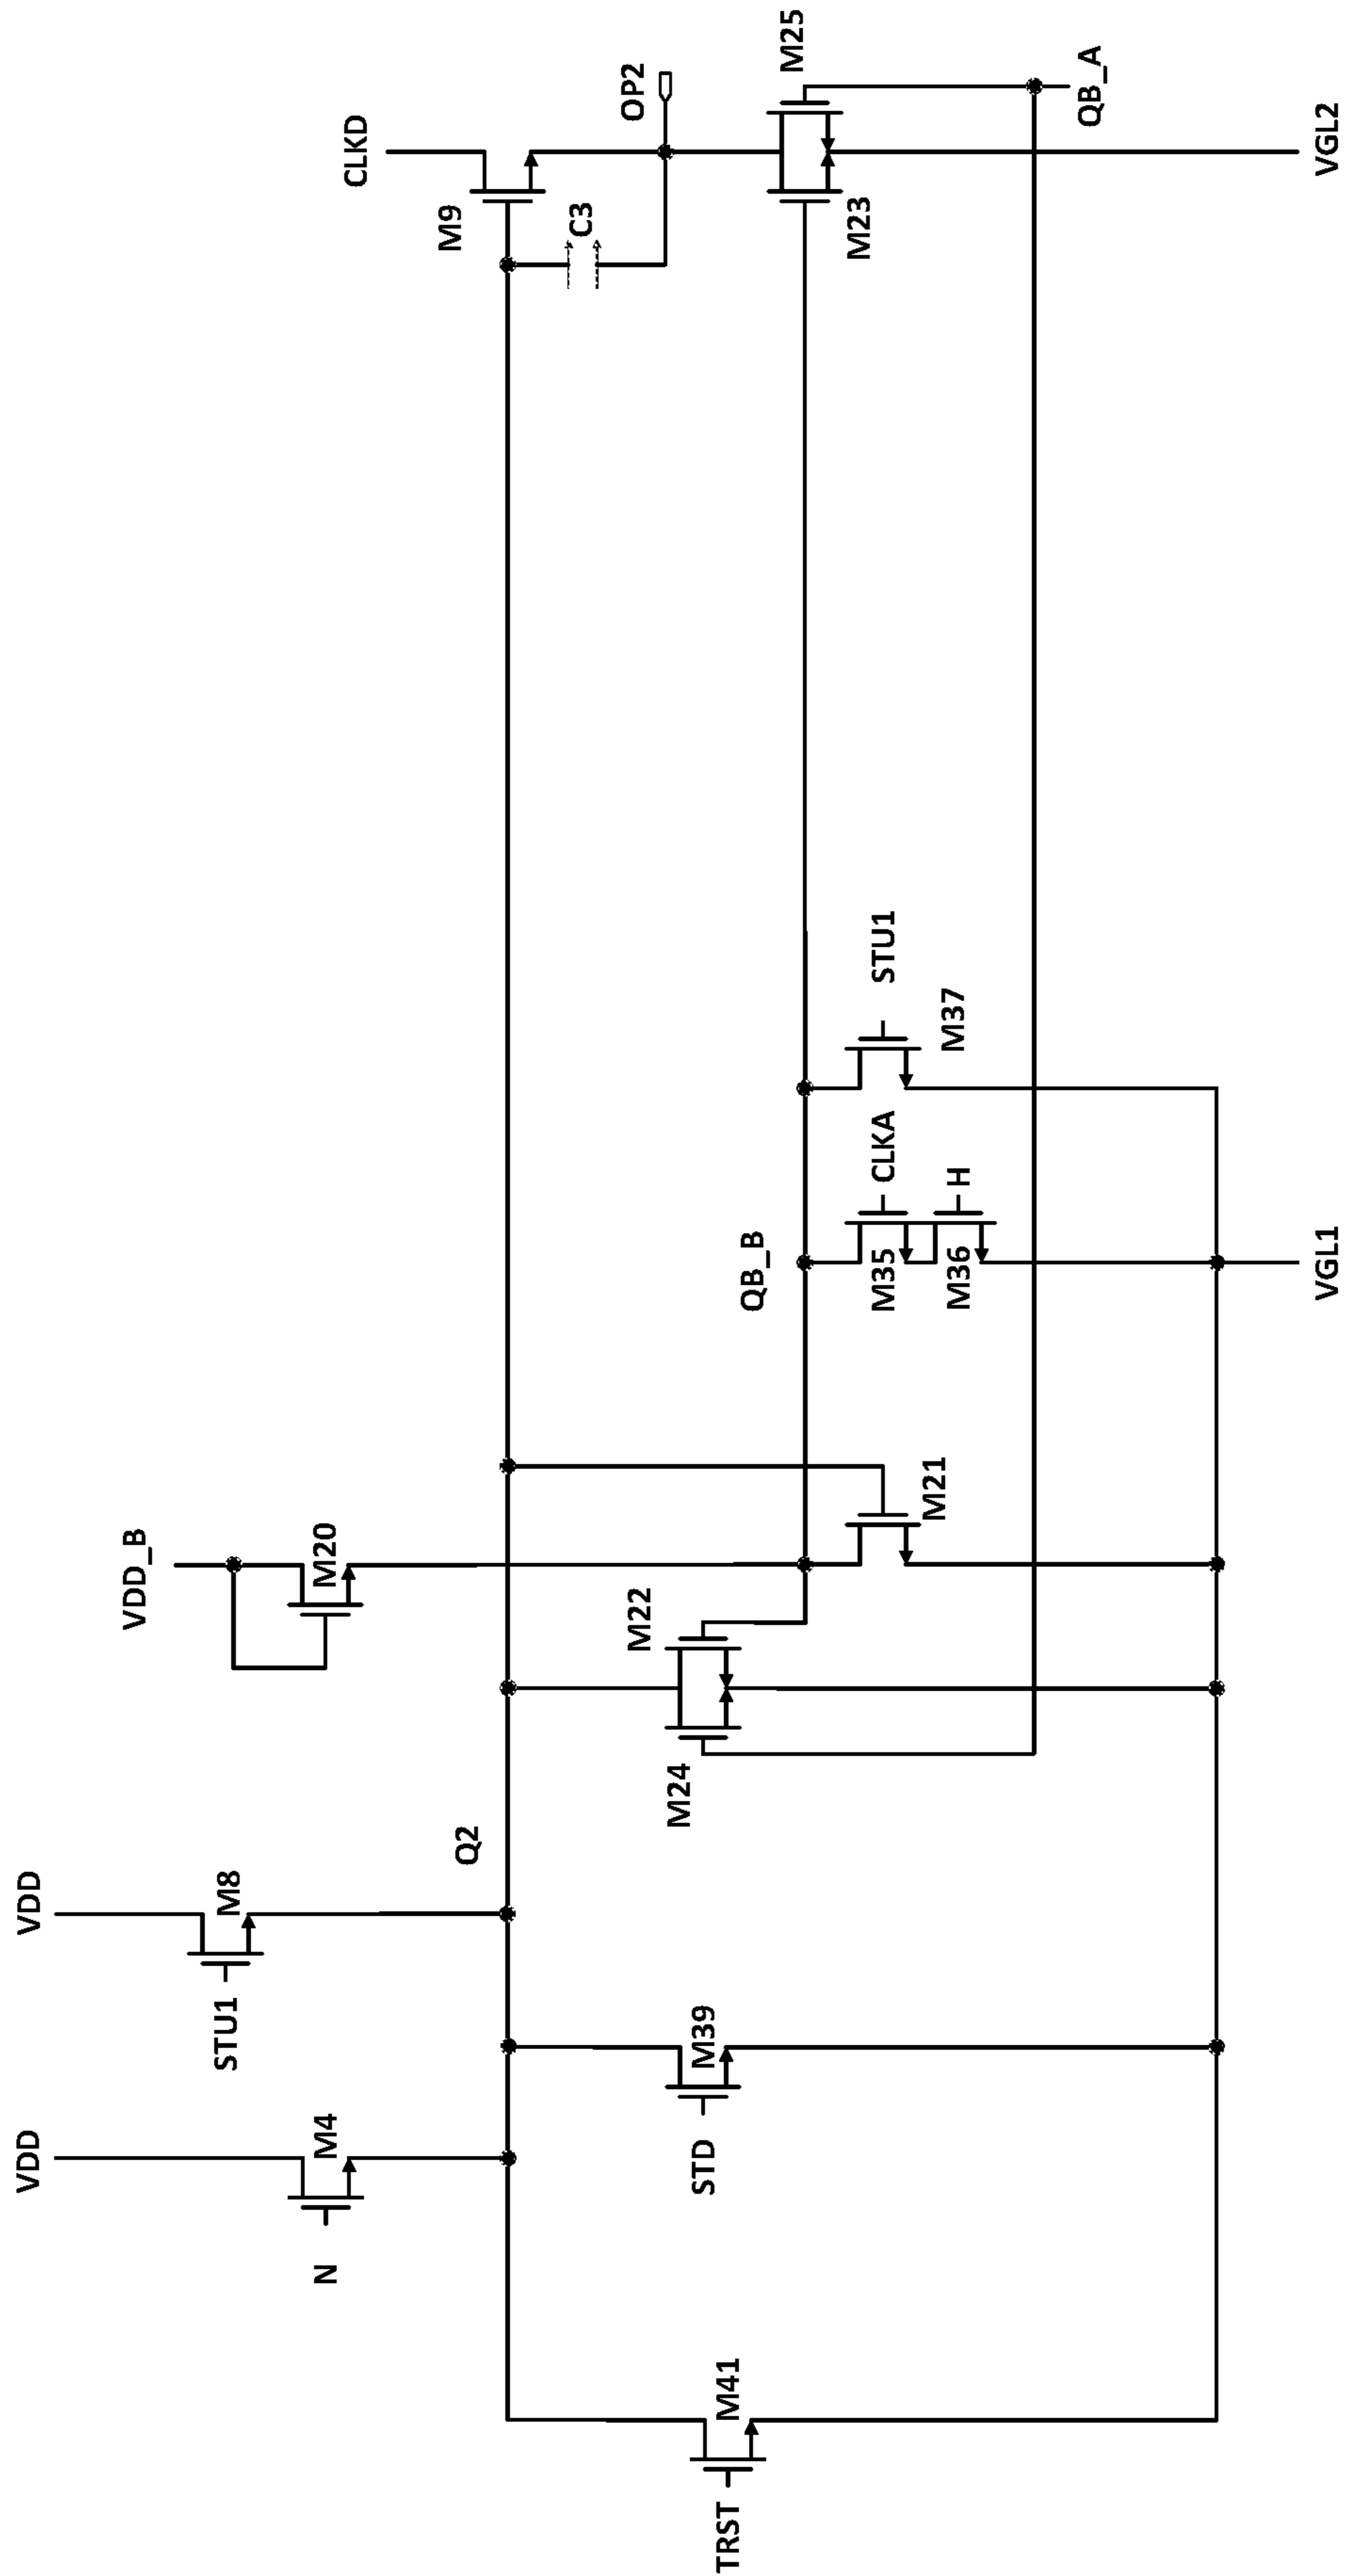 VDD
VDD
VDD_B
CLKD
N
M4
STU1
M8
M20
M9
C3
OP2
Q2
TRST
M41
STD
M39
M24
M22
M21
QB_B
M35
CLKA
M36
H
STU1
M37
M23
M25
QB_A
VGL1
VGL2